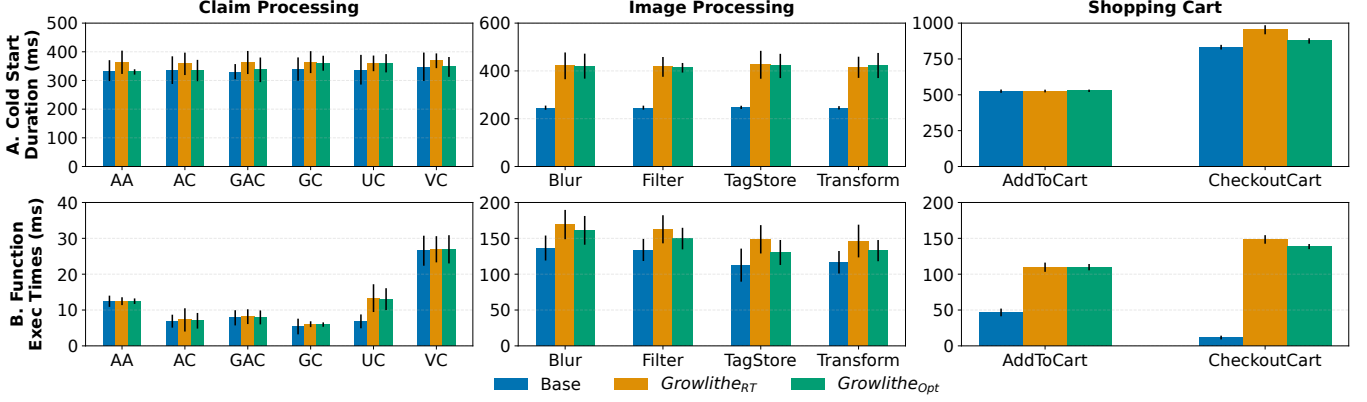 Claim Processing
Image Processing
Shopping Cart
A. Cold Start
Duration (ms)
500
400
300
200
100
0
AA AC GAC GC UC VC
600
400
200
0
Blur Filter TagStore Transform
1000
750
500
250
0
AddToCart CheckoutCart
B. Function
Exec Times (ms)
40
30
20
10
0
AA AC GAC GC UC VC
200
150
100
50
0
Blur Filter TagStore Transform
200
150
100
50
0
AddToCart CheckoutCart
Base Growlithe_RT Growlithe_Opt